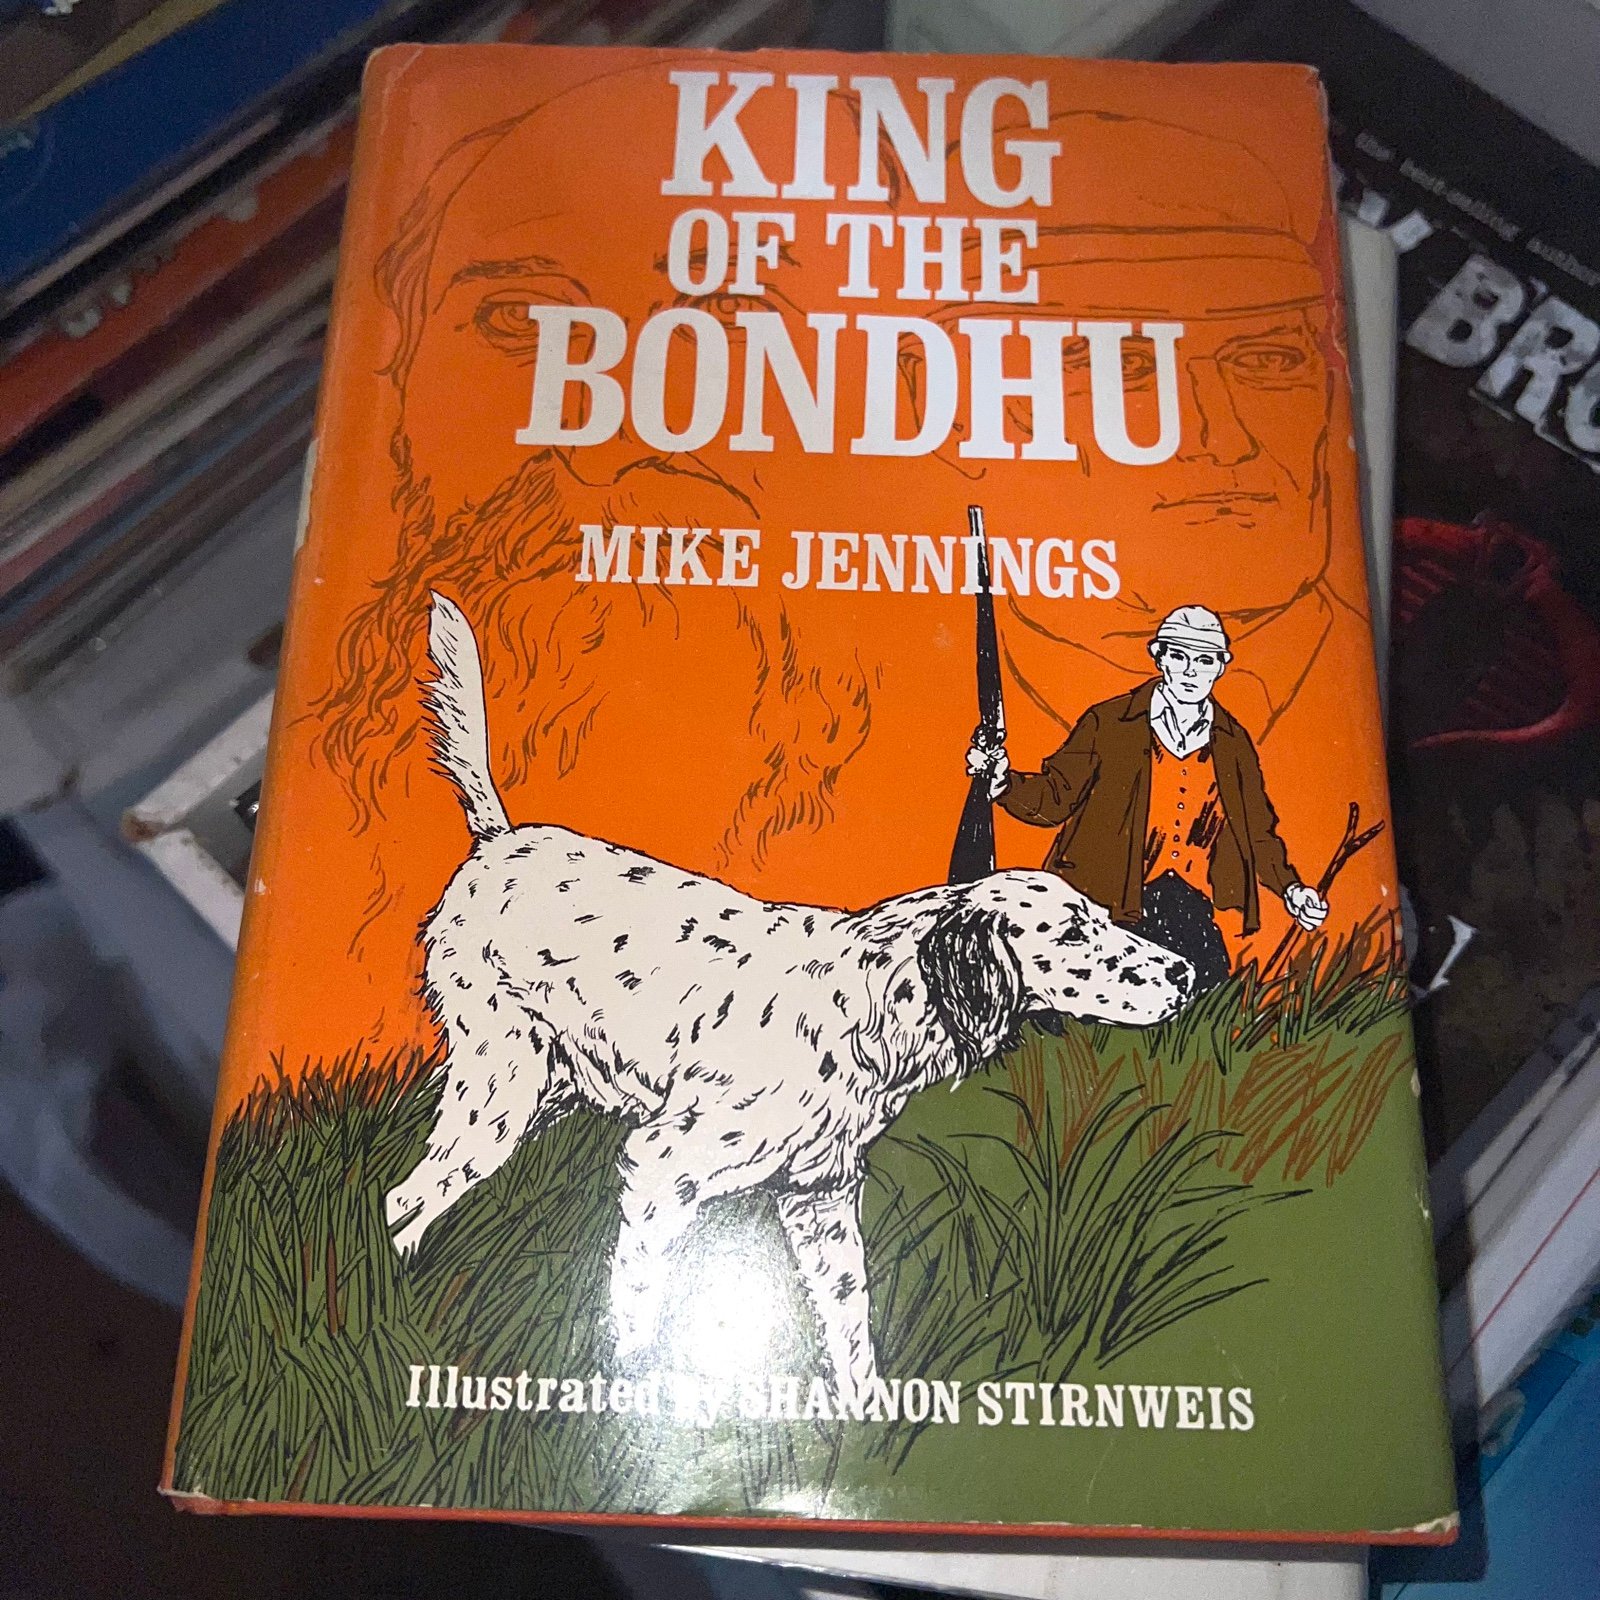 KING
OF THE
BONDHU
MIKE JENNINGS
Illustrated by SHANNON STIRNWEIS